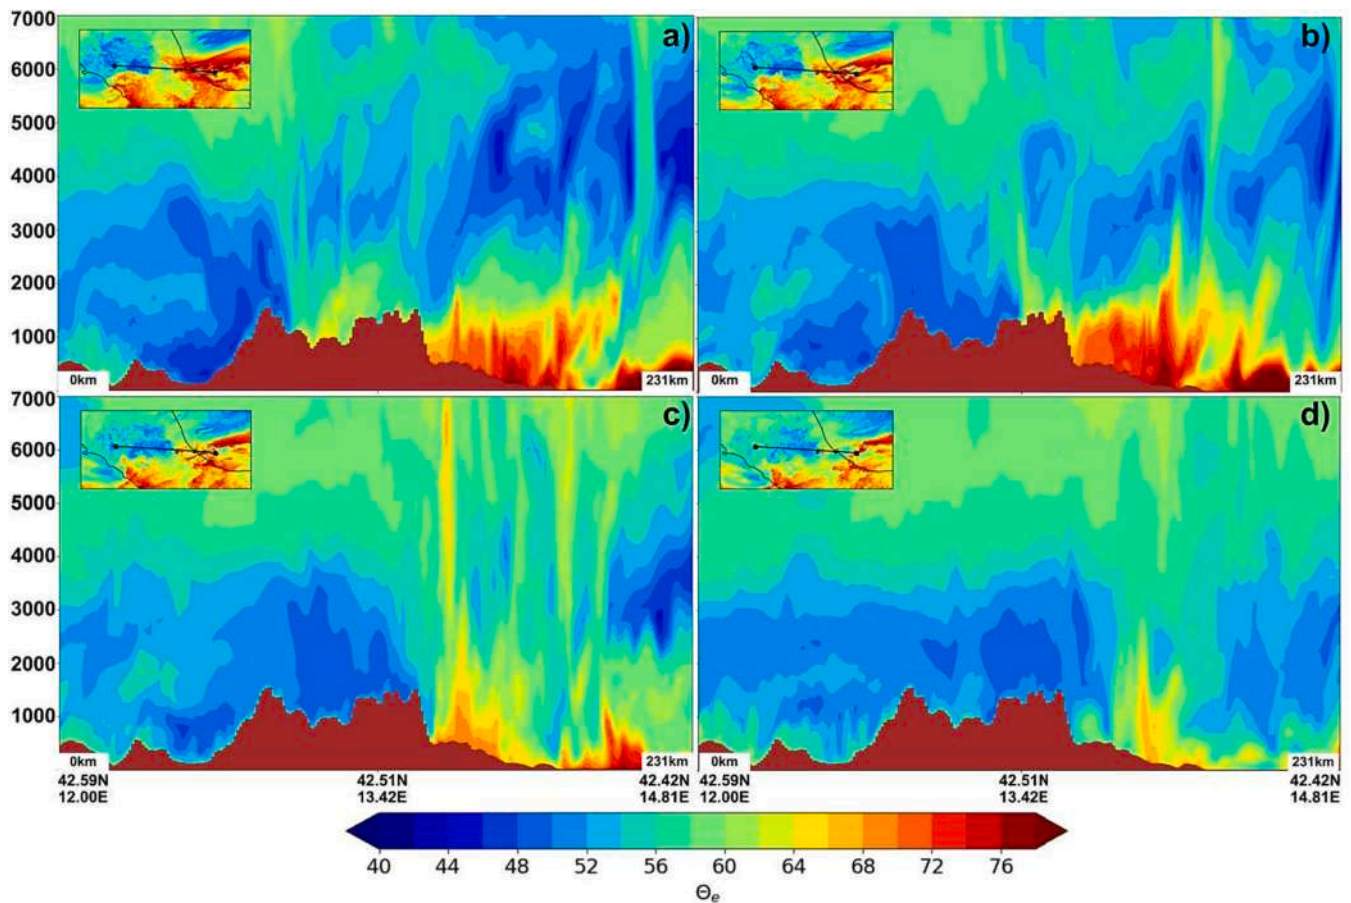 7000
6000
5000
4000
3000
2000
1000
a)
b)
0km
231km
0km
231km
7000
6000
5000
4000
3000
2000
1000
c)
d)
0km
231km
0km
231km
42.59N
12.00E
42.51N
13.42E
42.42N
14.81E
42.59N
12.00E
42.51N
13.42E
42.42N
14.81E
40 44 48 52 56 60 64 68 72 76
Θe